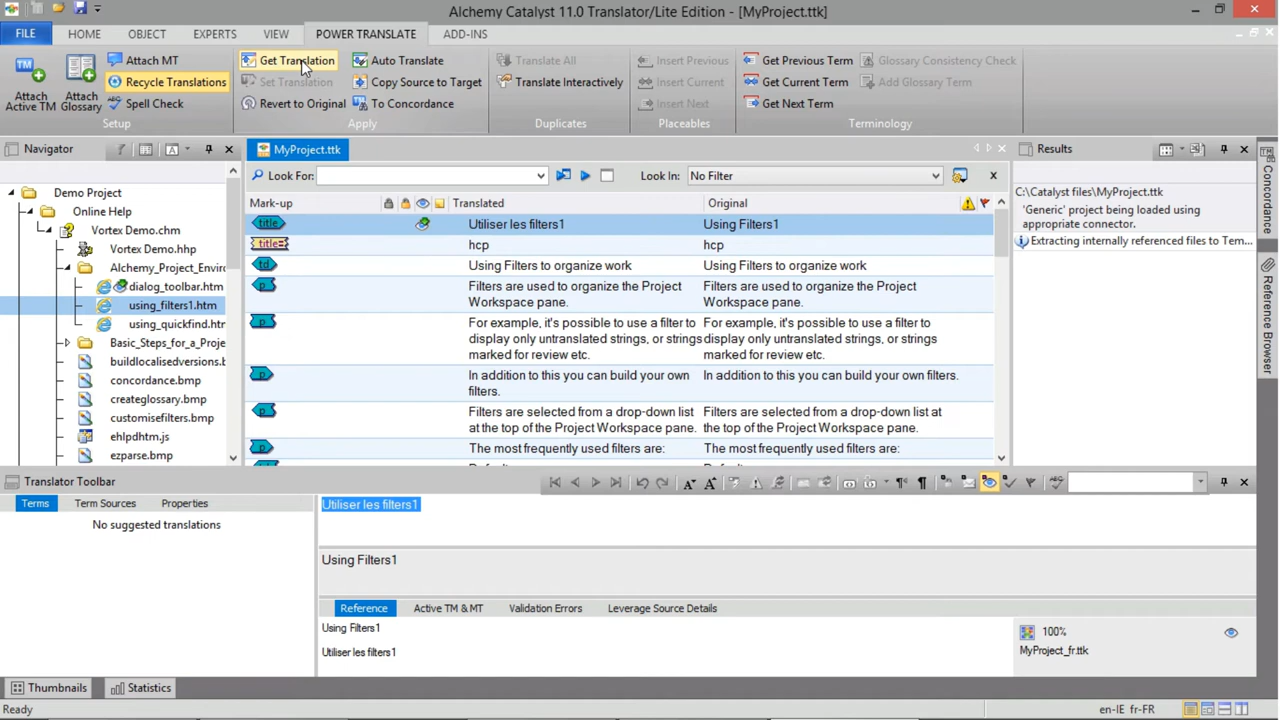 Alchemy Catalyst 11.0 Translator/Lite Edition - [MyProject.ttk]
FILE HOME OBJECT EXPERTS VIEW POWER TRANSLATE ADD-INS
Attach Active TM
Attach Glossary
Attach MT
Recycle Translations
Spell Check
Setup
Get Translation
Set Translation
Revert to Original
Auto Translate
Copy Source to Target
To Concordance
Apply
Translate All
Translate Interactively
Duplicates
Insert Previous
Insert Current
Insert Next
Placeables
Get Previous Term
Get Current Term
Get Next Term
Glossary Consistency Check
Add Glossary Term
Terminology
Navigator
Demo Project
Online Help
Vortex Demo.chm
Vortex Demo.hhp
Alchemy_Project_Enviro
dialog_toolbar.htm
using_filters1.htm
using_quickfind.htm
Basic_Steps_for_a_Proje
buildlocalisedversions.b
concordance.bmp
createglossary.bmp
customisefilters.bmp
ehlpdhtm.js
ezparse.bmp
MyProject.ttk
Look For: Look In: No Filter
Mark-up Translated Original
title Utiliser les filters1 Using Filters1
title= hcp hcp
td Using Filters to organize work Using Filters to organize work
p Filters are used to organize the Project Filters are used to organize the Project
Workspace pane. Workspace pane.
p For example, it's possible to use a filter to For example, it's possible to use a filter to
display only untranslated strings, or strings display only untranslated strings, or strings
marked for review etc. marked for review etc.
p In addition to this you can build your own In addition to this you can build your own filters.
filters.
p Filters are selected from a drop-down list Filters are selected from a drop-down list at
at the top of the Project Workspace pane. the top of the Project Workspace pane.
p The most frequently used filters are: The most frequently used filters are:
Results
C:\Catalyst files\MyProject.ttk
'Generic' project being loaded using
appropriate connector.
Extracting internally referenced files to Tem...
TM Concordance
Reference Browser
Translator Toolbar
Terms Term Sources Properties
No suggested translations
Utiliser les filters1
Using Filters1
Reference Active TM & MT Validation Errors Leverage Source Details
Using Filters1
Utiliser les filters1
100%
MyProject_fr.ttk
Thumbnails Statistics
Ready en-IE fr-FR